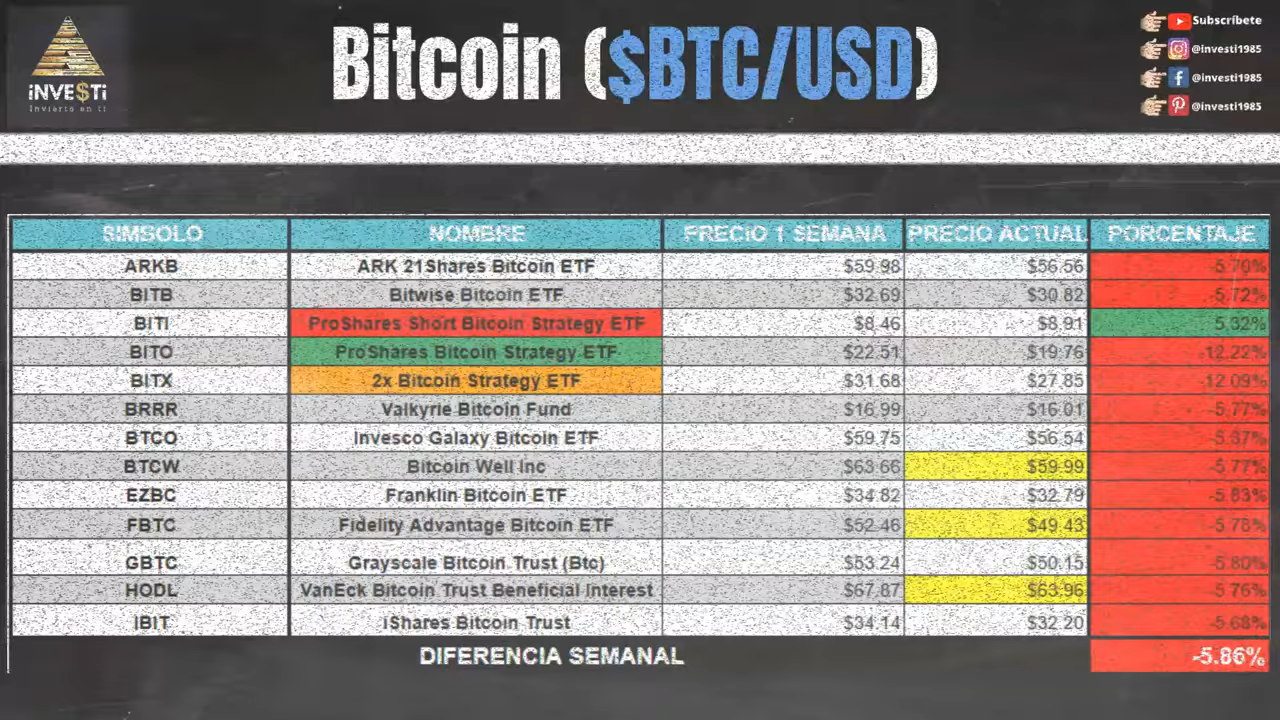 iNVE$Ti
Invierto en ti
Bitcoin ($BTC/USD)
Subscríbete
@investi1985
@investi1985
@investi1985
SIMBOLO NOMBRE PRECIO 1 SEMANA PRECIO ACTUAL PORCENTAJE
ARKB ARK 21Shares Bitcoin ETF $59.98 $56.56 -5.70%
BITB Bitwise Bitcoin ETF $32.69 $30.82 -5.72%
BITI ProShares Short Bitcoin Strategy ETF $8.46 $8.91 5.32%
BITO ProShares Bitcoin Strategy ETF $22.51 $19.76 -12.22%
BITX 2x Bitcoin Strategy ETF $31.68 $27.85 -12.09%
BRRR Valkyrie Bitcoin Fund $16.99 $16.01 -5.77%
BTCO Invesco Galaxy Bitcoin ETF $59.75 $56.54 -5.37%
BTCW Bitcoin Well Inc $63.66 $59.99 -5.77%
EZBC Franklin Bitcoin ETF $34.82 $32.79 -5.83%
FBTC Fidelity Advantage Bitcoin ETF $52.46 $49.43 -5.78%
GBTC Grayscale Bitcoin Trust (Btc) $53.24 $50.15 -5.80%
HODL VanEck Bitcoin Trust Beneficial Interest $67.87 $63.96 -5.76%
IBIT iShares Bitcoin Trust $34.14 $32.20 -5.68%
DIFERENCIA SEMANAL -5.86%